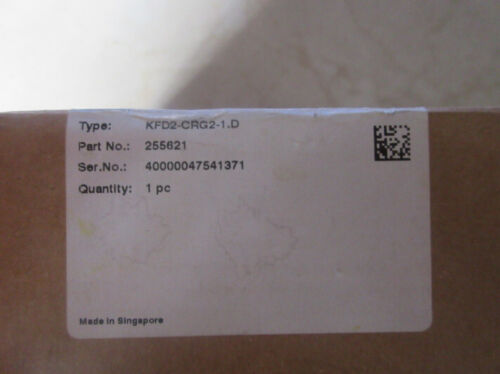 Type: KFD2-CRG2-1.D
Part No.: 255621
Ser.No.: 40000047541371
Quantity: 1 pc
Made in Singapore